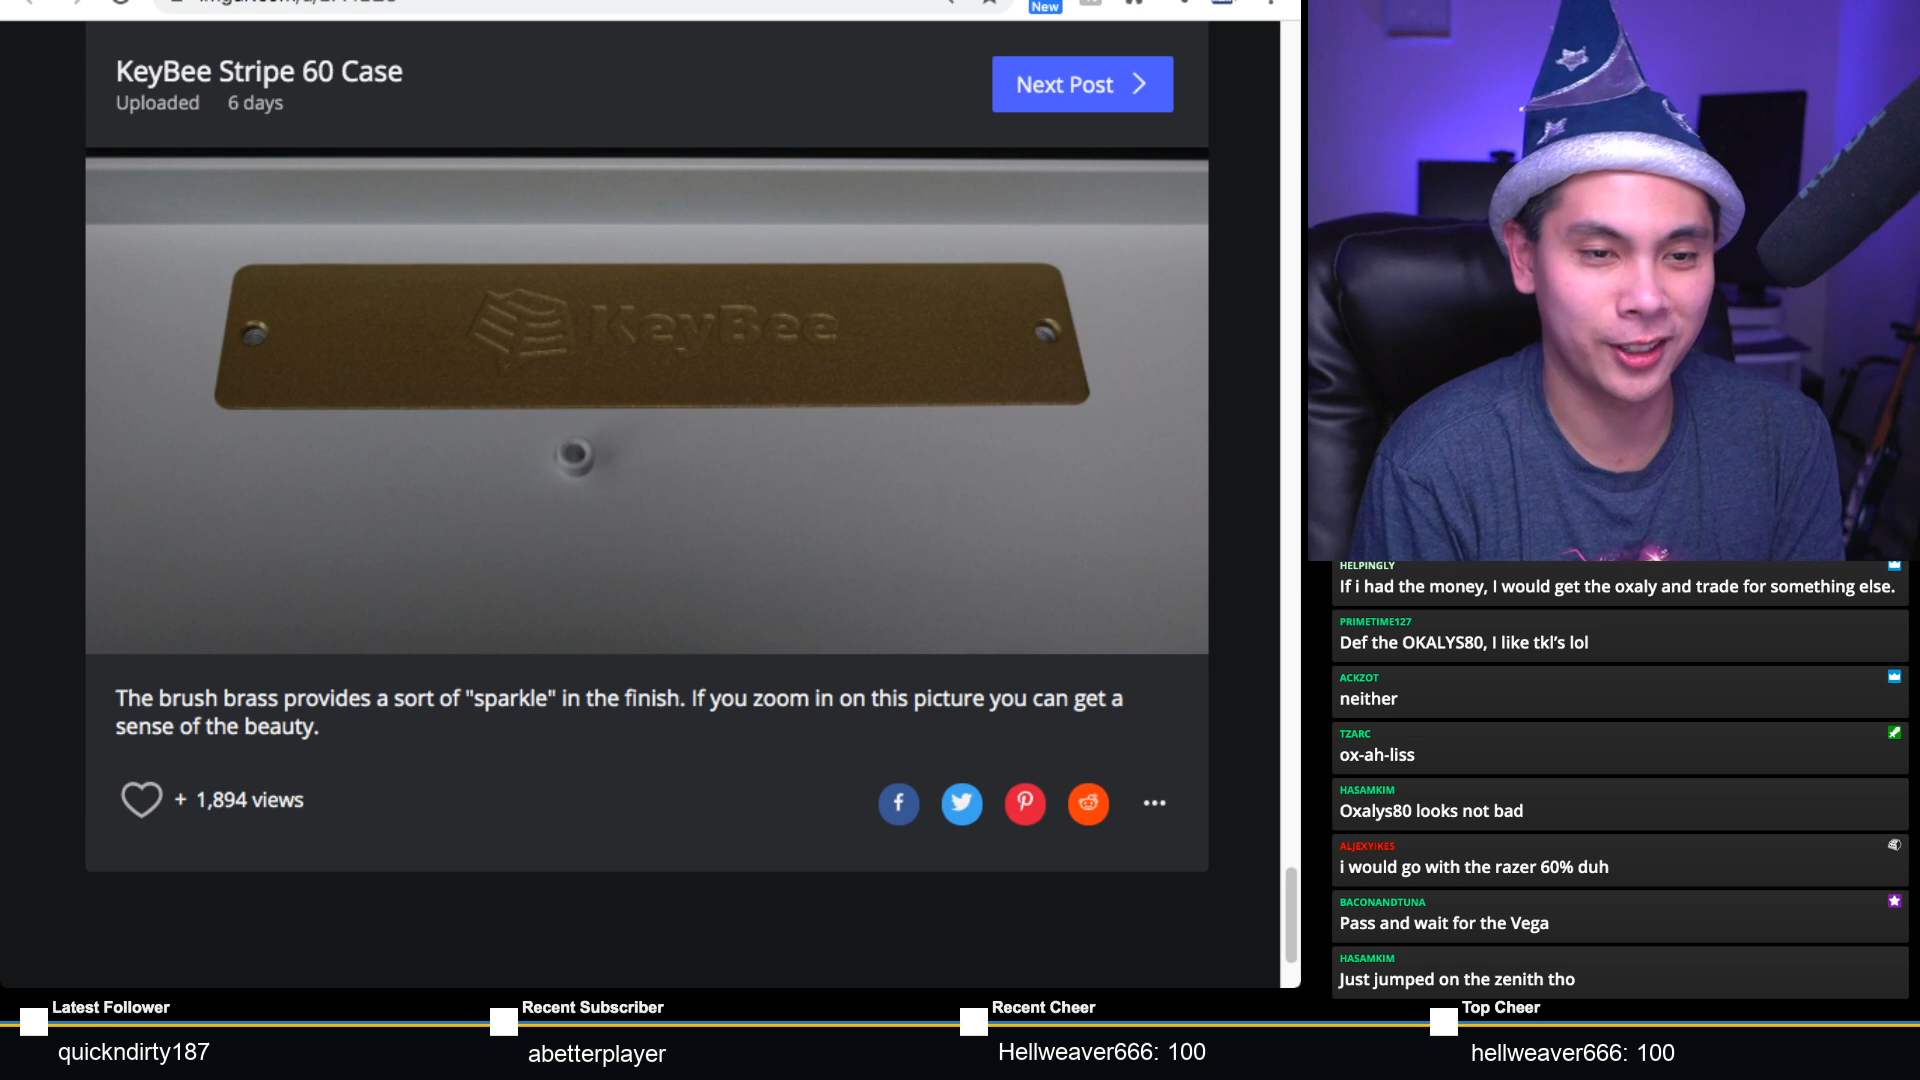 New
KeyBee Stripe 60 Case
Uploaded 6 days
Next Post
KeyBee
The brush brass provides a sort of "sparkle" in the finish. If you zoom in on this picture you can get a
sense of the beauty.
+ 1,894 views
HELPINGLY
If i had the money, I would get the oxaly and trade for something else.
PRIMETIME127
Def the OKALYS80, I like tkl's lol
ACKZOT
neither
TZARC
ox-ah-liss
HASAMKIM
Oxalys80 looks not bad
ALJEXYIKES
i would go with the razer 60% duh
BACONANDTUNA
Pass and wait for the Vega
HASAMKIM
Just jumped on the zenith tho
Latest Follower
quickndirty187
Recent Subscriber
abetterplayer
Recent Cheer
Hellweaver666: 100
Top Cheer
hellweaver666: 100